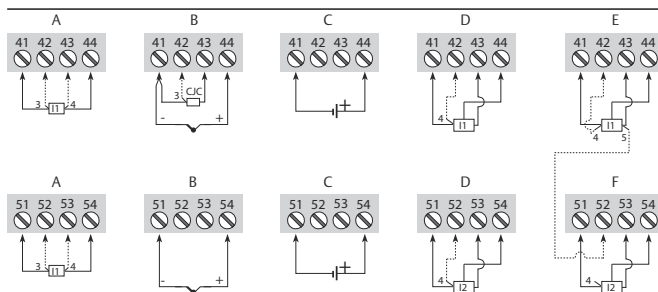 A B C D E
41 42 43 44 41 42 43 44 41 42 43 44 41 42 43 44 41 42 43 44
3 I1 4 3 CJC - + + 4 I1 I1 4 5
A B C D F
51 52 53 54 51 52 53 54 51 52 53 54 51 52 53 54 51 52 53 54
3 I1 4 - + + 4 I2 4 I2